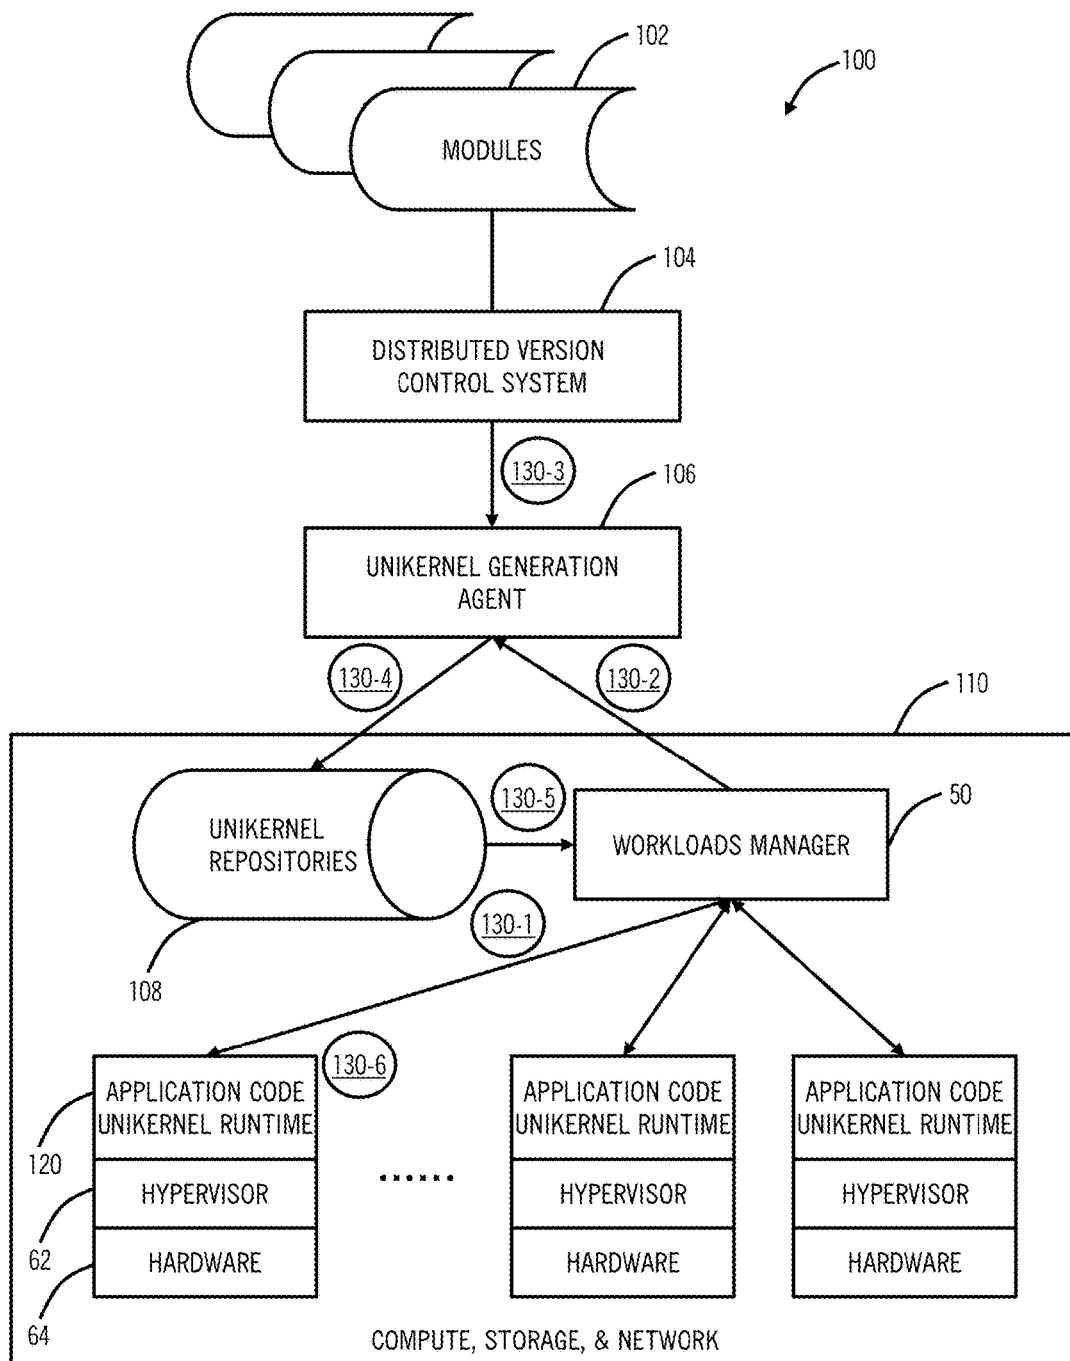 102
100
MODULES
104
DISTRIBUTED VERSION
CONTROL SYSTEM
130-3
106
UNIKERNEL GENERATION
AGENT
130-4
130-2
110
130-5
50
UNIKERNEL
REPOSITORIES
WORKLOADS MANAGER
130-1
108
130-6
APPLICATION CODE
UNIKERNEL RUNTIME
APPLICATION CODE
UNIKERNEL RUNTIME
APPLICATION CODE
UNIKERNEL RUNTIME
120
HYPERVISOR
HYPERVISOR
HYPERVISOR
62
HARDWARE
HARDWARE
HARDWARE
64
COMPUTE, STORAGE, & NETWORK